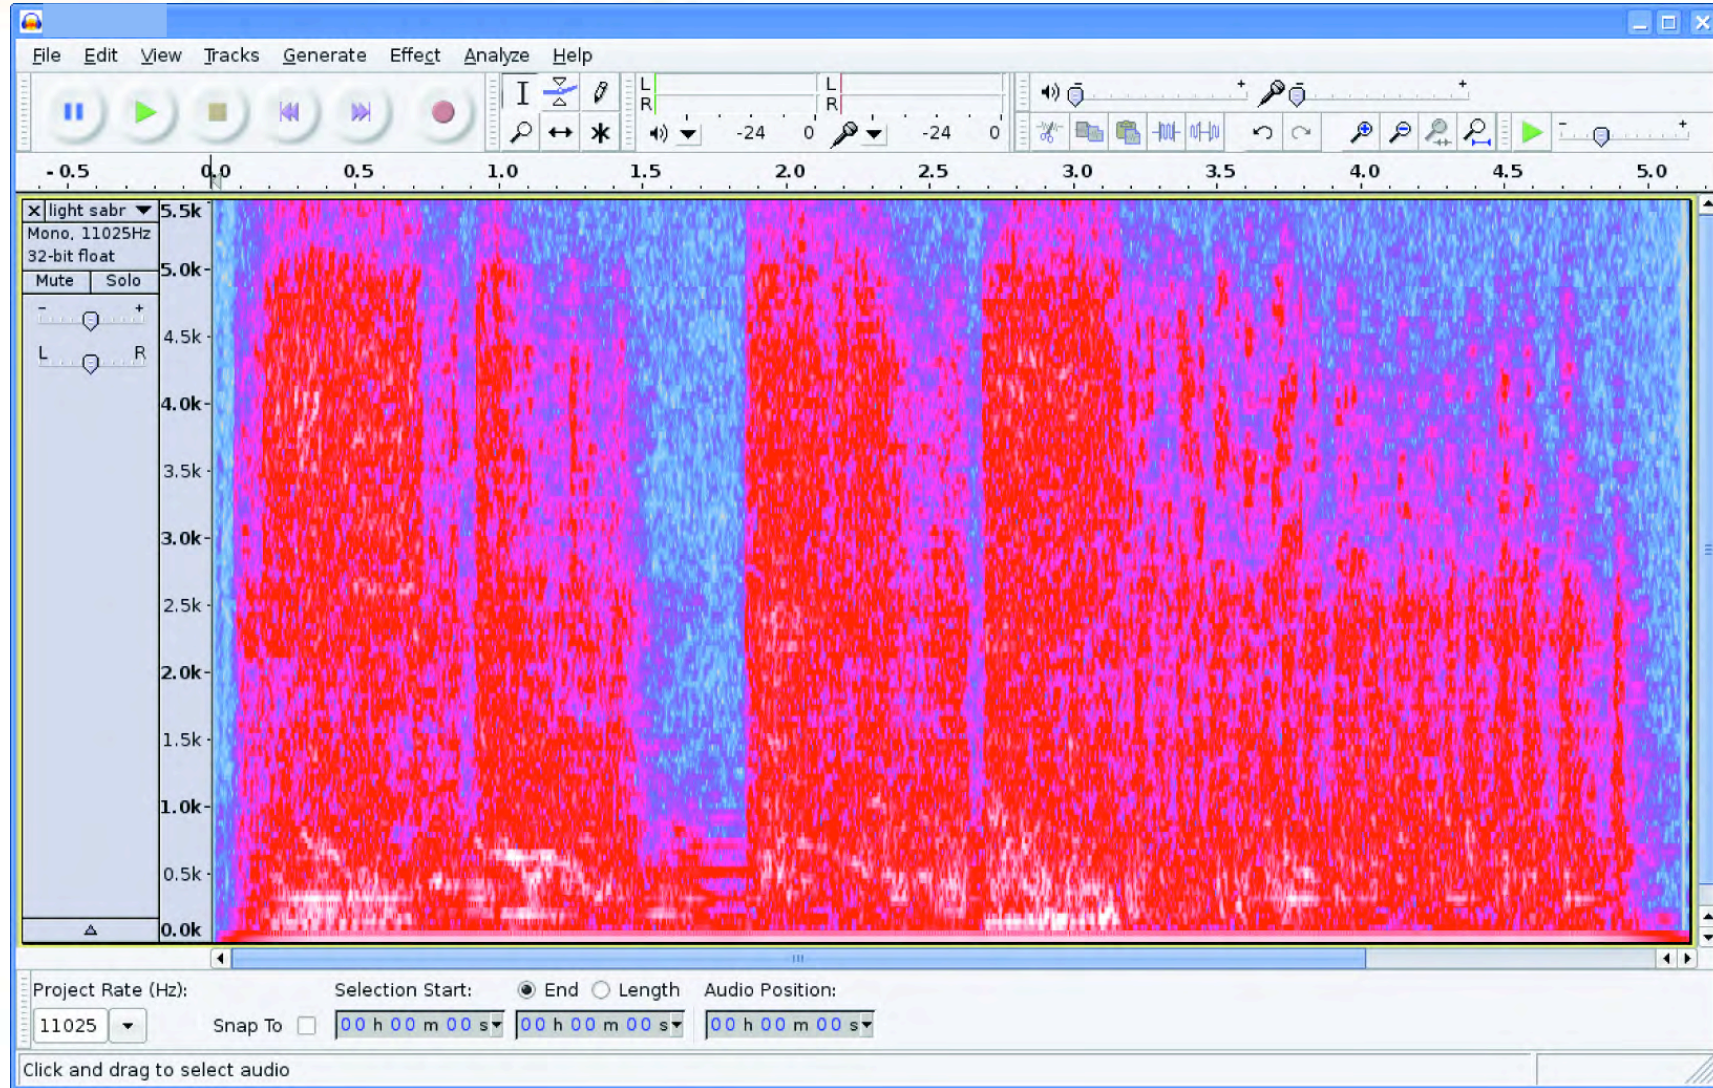 File Edit View Tracks Generate Effect Analyze Help
L
R
-24 0
L
R
-24 0
- +
- +
- +
- 0.5 0.0 0.5 1.0 1.5 2.0 2.5 3.0 3.5 4.0 4.5 5.0
light sabr
Mono, 11025Hz
32-bit float
Mute Solo
- +
L R
5.5k
5.0k
4.5k
4.0k
3.5k
3.0k
2.5k
2.0k
1.5k
1.0k
0.5k
0.0k
Project Rate (Hz): Selection Start: End Length Audio Position:
11025 Snap To 00 h 00 m 00 s 00 h 00 m 00 s 00 h 00 m 00 s
Click and drag to select audio